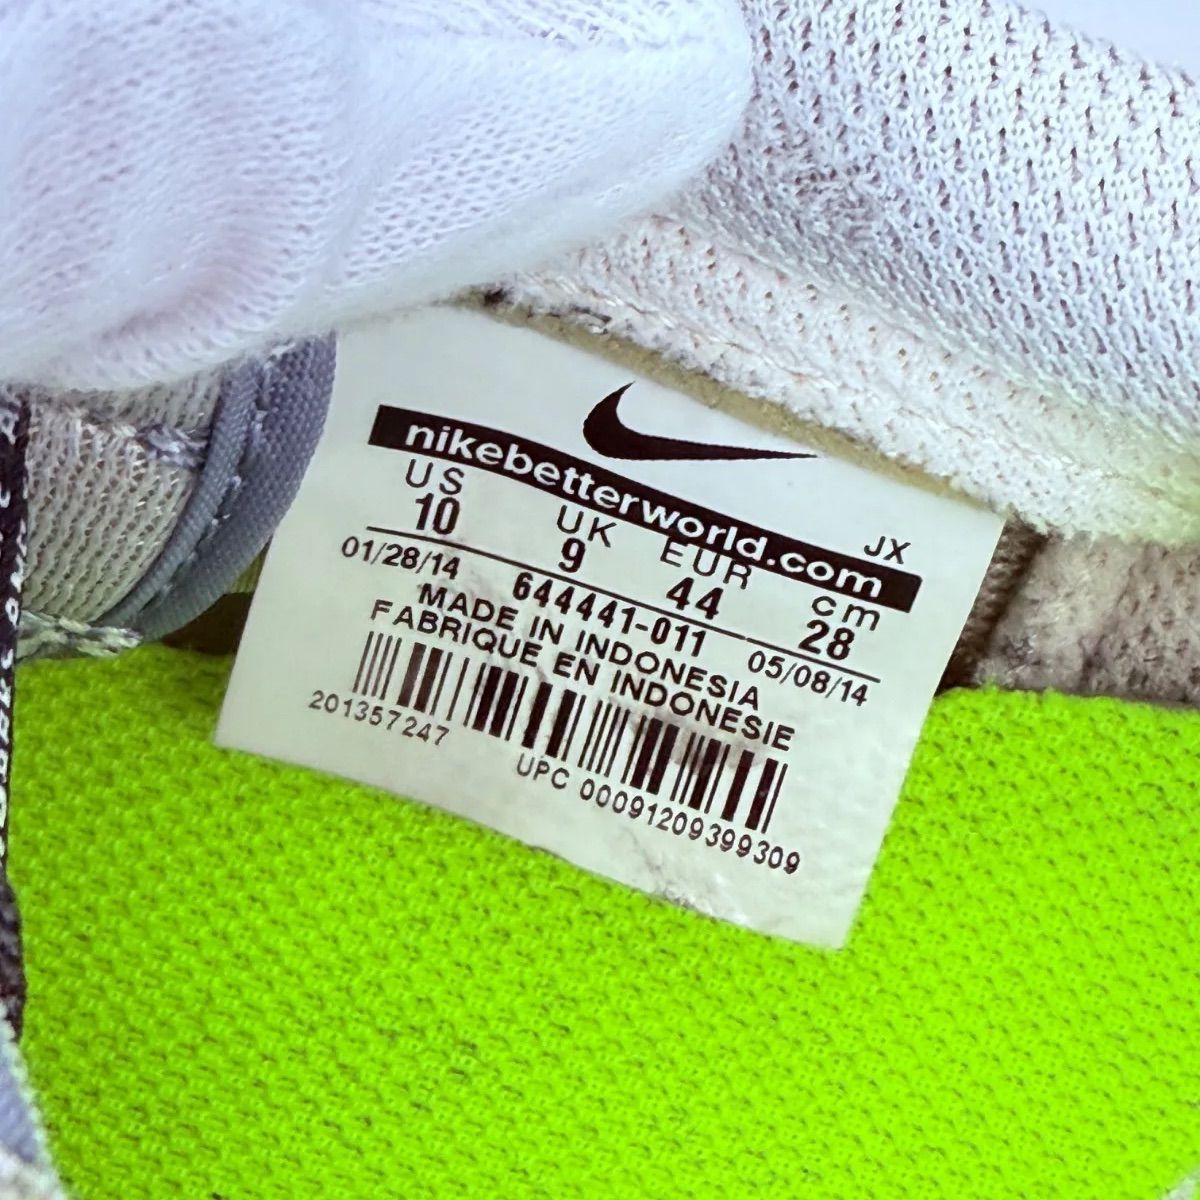 nikebetterworld.com
JX
US UK EUR cm
10 9 44 28
01/28/14 644441-011 05/08/14
MADE IN INDONESIA
FABRIQUE EN INDONESIE
201357247
UPC 00091209399309